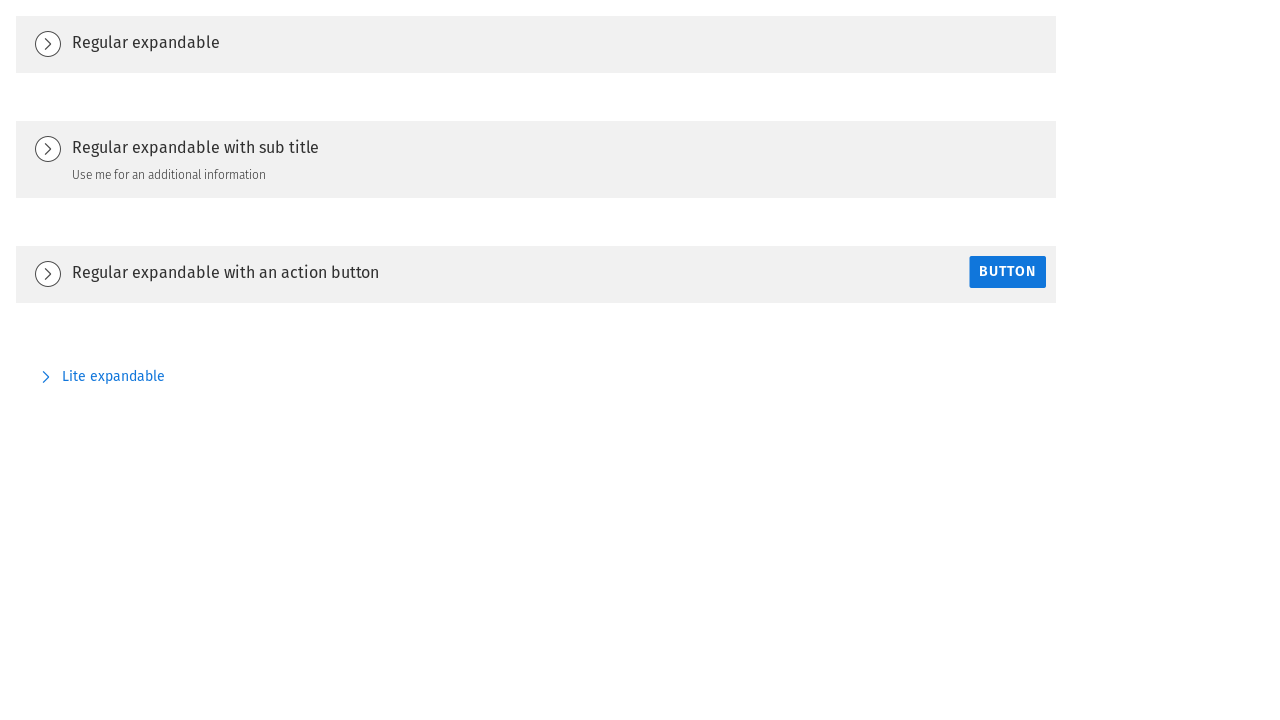 Regular expandable
Regular expandable with sub title
Use me for an additional information
Regular expandable with an action button
BUTTON
Lite expandable